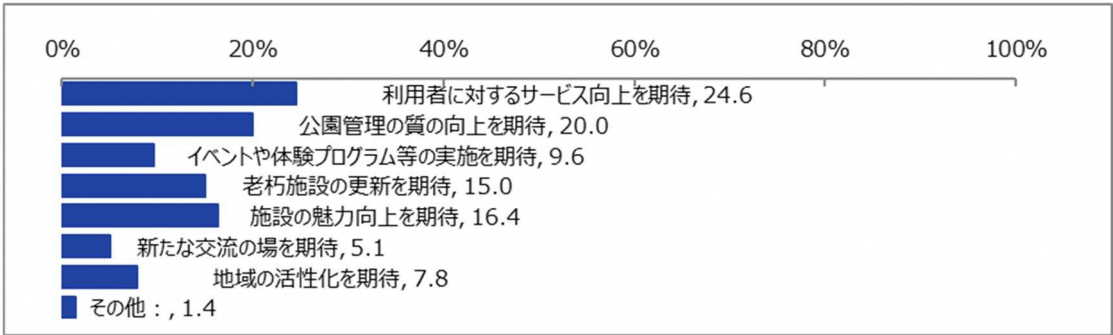 0% 20% 40% 60% 80% 100%
利用者に対するサービス向上を期待, 24.6
公園管理の質の向上を期待, 20.0
イベントや体験プログラム等の実施を期待, 9.6
老朽施設の更新を期待, 15.0
施設の魅力向上を期待, 16.4
新たな交流の場を期待, 5.1
地域の活性化を期待, 7.8
その他：, 1.4